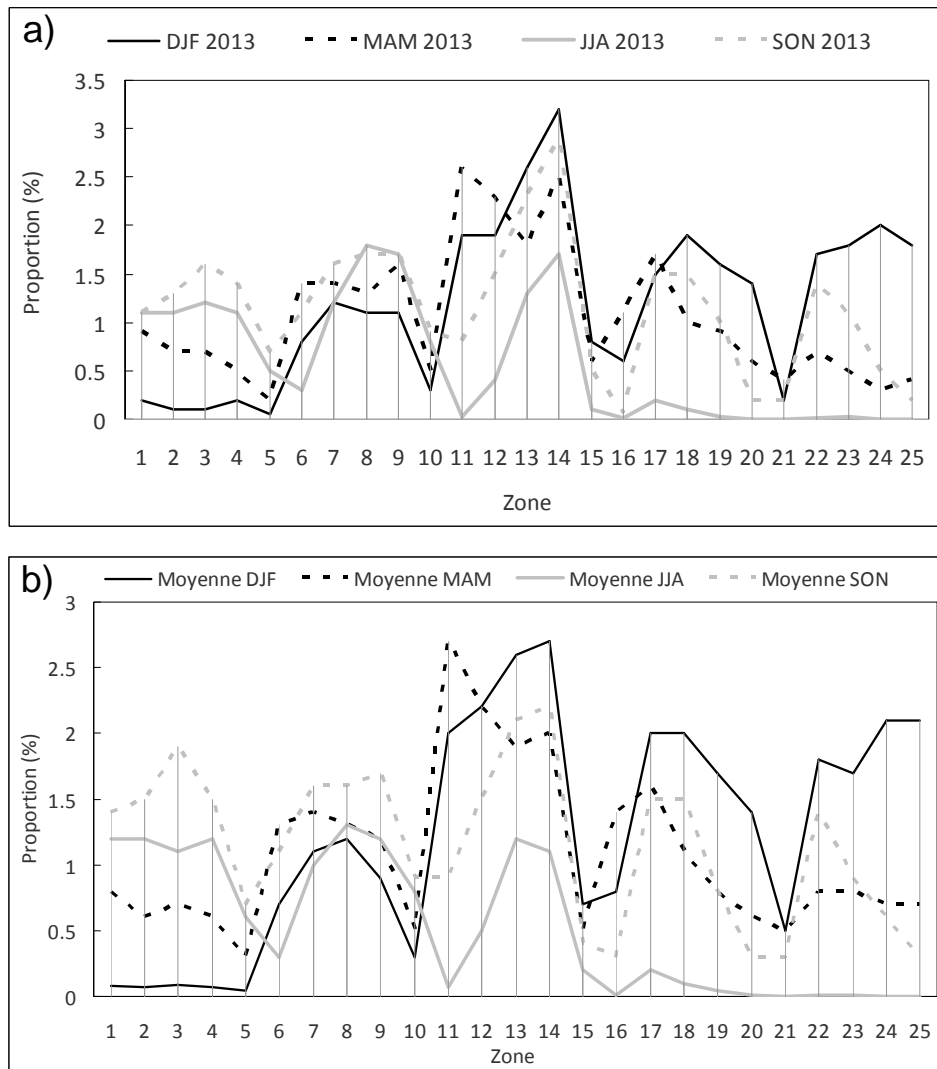 a)
DJF 2013 MAM 2013 JJA 2013 SON 2013
3.5
3
2.5
2
1.5
1
0.5
0
Proportion (%)
1 2 3 4 5 6 7 8 9 10 11 12 13 14 15 16 17 18 19 20 21 22 23 24 25
Zone
b)
Moyenne DJF Moyenne MAM Moyenne JJA Moyenne SON
3
2.5
2
1.5
1
0.5
0
Proportion (%)
1 2 3 4 5 6 7 8 9 10 11 12 13 14 15 16 17 18 19 20 21 22 23 24 25
Zone